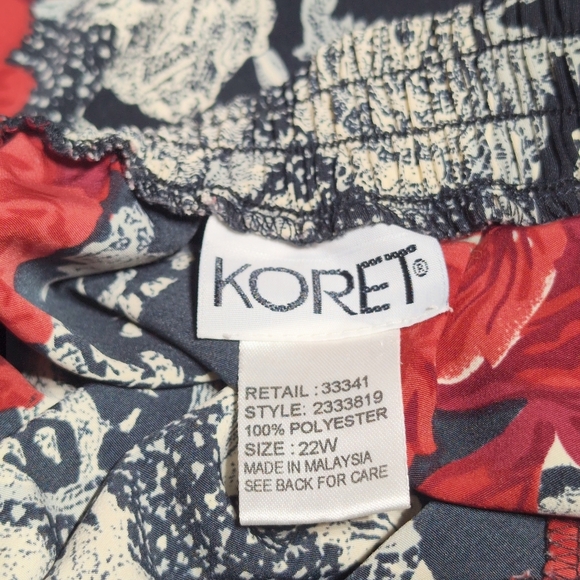 KORET®
RETAIL : 33341
STYLE: 2333819
100% POLYESTER
SIZE : 22W
MADE IN MALAYSIA
SEE BACK FOR CARE